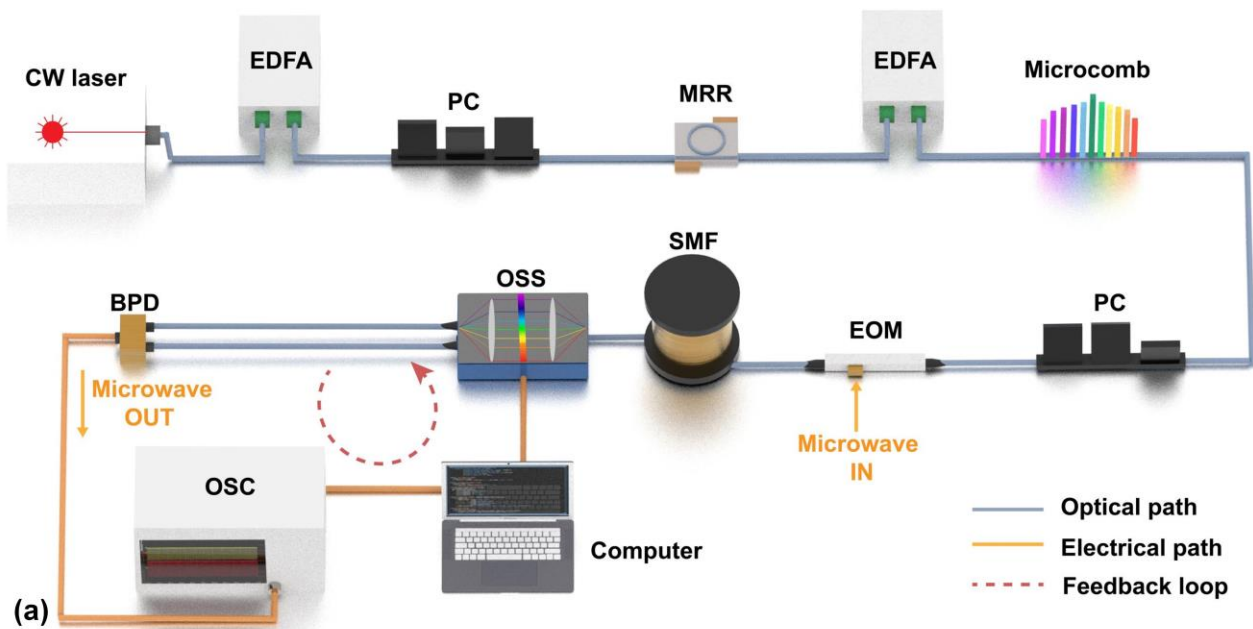 CW laser
EDFA
PC
MRR
EDFA
Microcomb
BPD
OSS
SMF
EOM
PC
Microwave
OUT
Microwave
IN
OSC
Computer
Optical path
Electrical path
Feedback loop
(a)